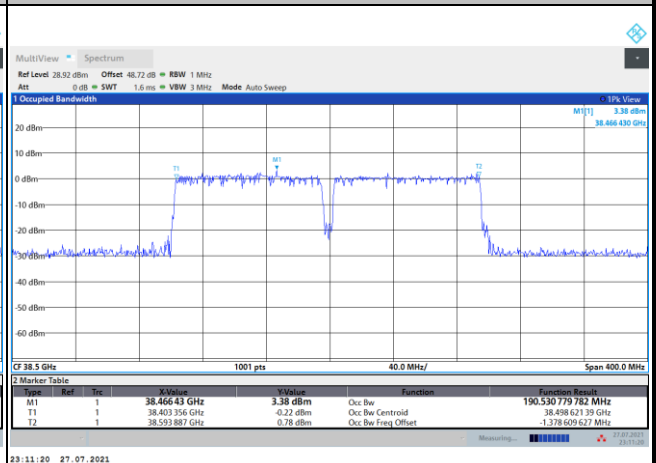 MultiView Spectrum
Ref Level 28.92 dBm Offset 48.72 dB RBW 1 MHz
Att 0 dB SWT 1.6 ms VBW 3 MHz Mode Auto Sweep
1 Occupied Bandwidth 1Pk View
M1[1] 3.38 dBm
38.466 430 GHz
20 dBm
10 dBm
M1
T1
T2
0 dBm
-10 dBm
-20 dBm
-30 dBm
-40 dBm
-50 dBm
-60 dBm
CF 38.5 GHz 1001 pts 40.0 MHz/ Span 400.0 MHz
2 Marker Table
Type Ref Trc X-Value Y-Value Function Function Result
M1 1 38.466 43 GHz 3.38 dBm Occ Bw 190.530 779 782 MHz
T1 1 38.403 356 GHz -0.22 dBm Occ Bw Centroid 38.498 621 39 GHz
T2 1 38.593 887 GHz 0.78 dBm Occ Bw Freq Offset -1.378 609 627 MHz
Measuring... 27.07.2021
23:11:20
23:11:20 27.07.2021